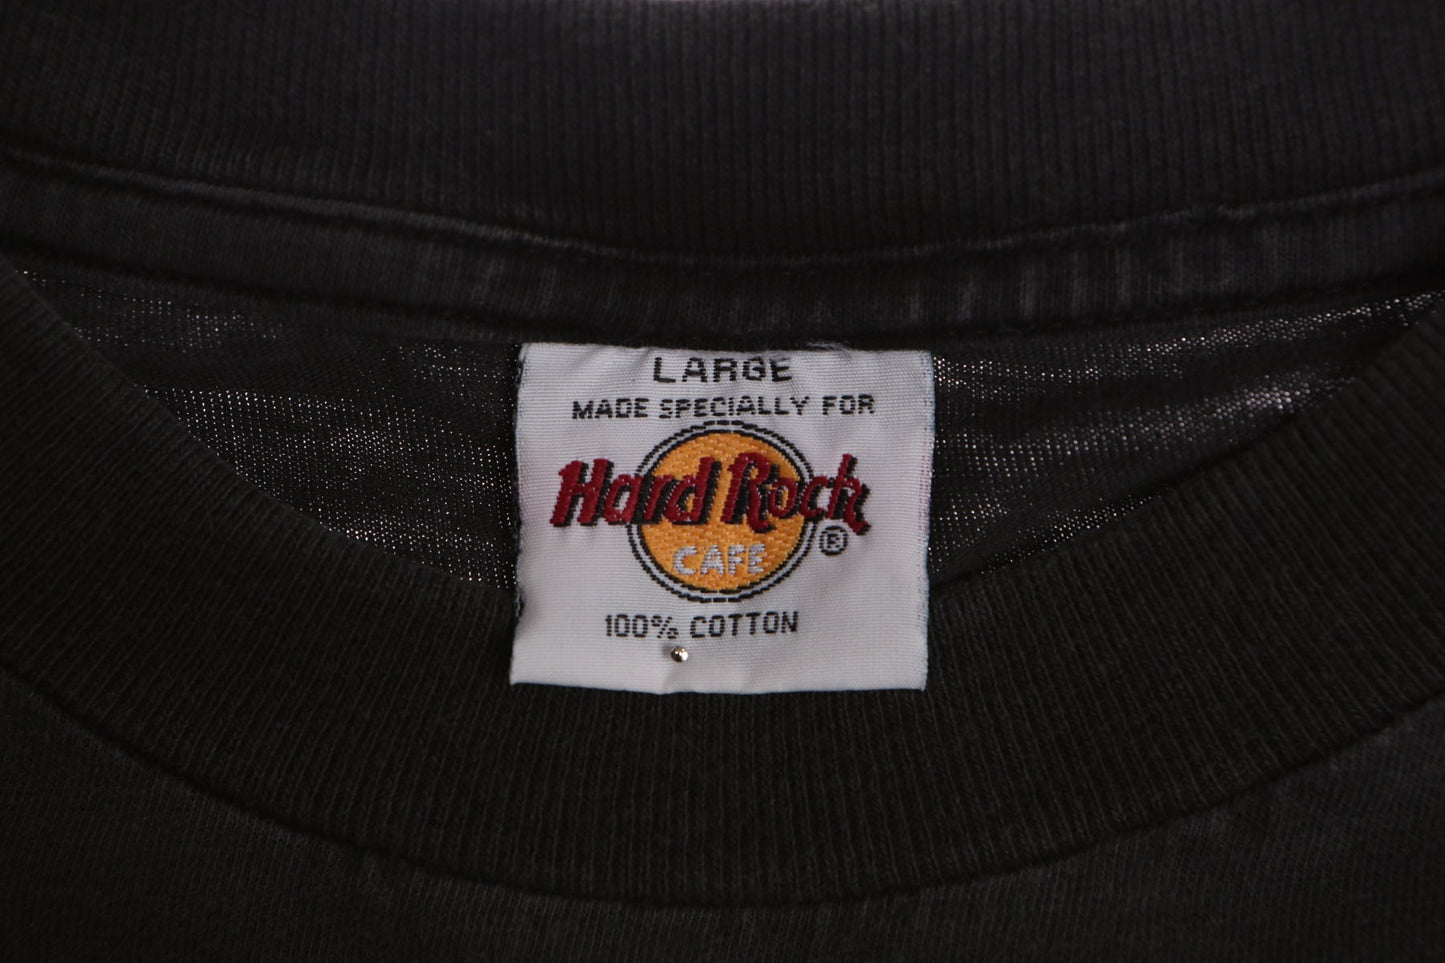 LARGE
MADE SPECIALLY FOR
Hard Rock
CAFE
®
100% COTTON